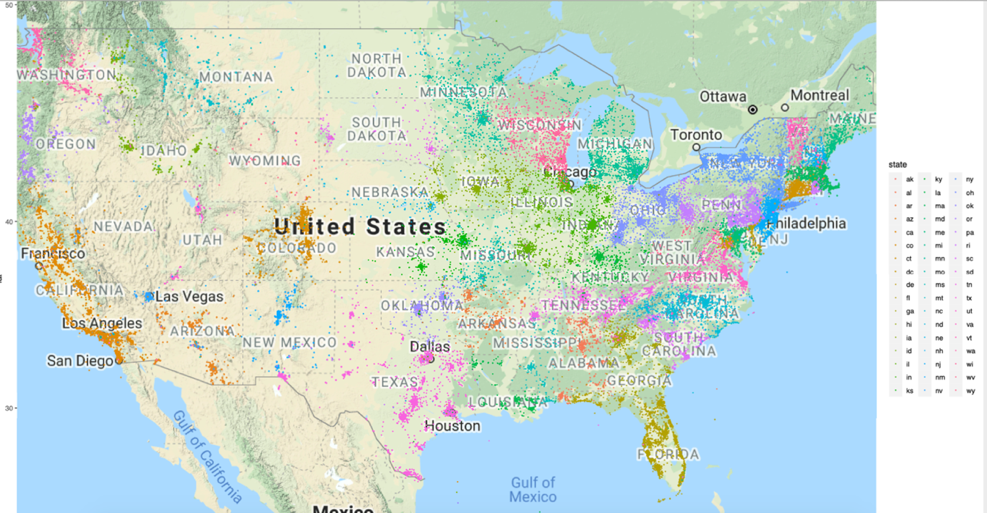 50
40
30
WASHINGTON
MONTANA
NORTH
DAKOTA
MINNESOTA
Ottawa
Montreal
MAINE
OREGON
IDAHO
SOUTH
DAKOTA
WISCONSIN
MICHIGAN
Toronto
NEW YORK
WYOMING
Chicago
NEBRASKA
IOWA
ILLINOIS
OHIO
PENN
Philadelphia
NEVADA
UTAH
United States
COLORADO
KANSAS
MISSOURI
WEST
VIRGINIA
NJ
Francisco
CALIFORNIA
Las Vegas
KENTUCKY
VIRGINIA
Los Angeles
ARIZONA
NEW MEXICO
OKLAHOMA
ARKANSAS
TENNESSEE
NORTH
CAROLINA
San Diego
Dallas
MISSISSIPPI
ALABAMA
SOUTH
CAROLINA
TEXAS
GEORGIA
LOUISIANA
Houston
FLORIDA
Gulf of California
Gulf of
Mexico
Mexico
state
ak ky ny
al la oh
ar ma ok
az md or
ca me pa
co mi ri
ct mn sc
dc mo sd
de ms tn
fl mt tx
ga nc ut
hi nd va
ia ne vt
id nh wa
il nj wi
in nm wv
ks nv wy